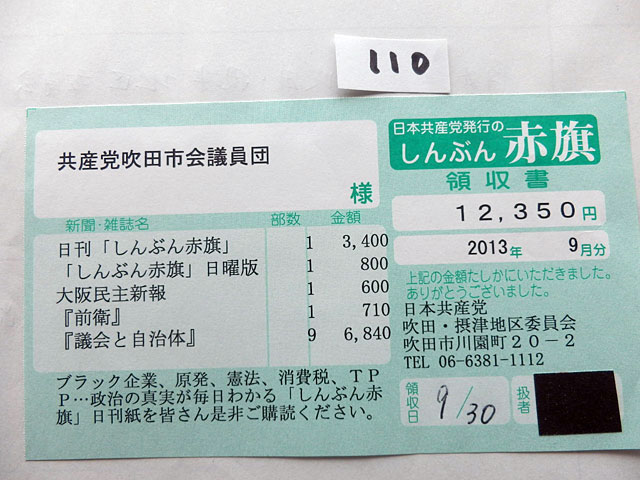 110
共産党吹田市会議員団
様
日本共産党発行の
しんぶん 赤旗
領収書
12,350円
2013年 9月分
上記の金額たしかにいただきました。
ありがとうございました。
日本共産党
吹田・摂津地区委員会
吹田市川園町20-2
TEL 06-6381-1112
領収日 9/30 扱者
新聞・雑誌名 部数 金額
日刊「しんぶん赤旗」 1 3,400
「しんぶん赤旗」日曜版 1 800
大阪民主新報 1 600
『前衛』 1 710
『議会と自治体』 9 6,840
ブラック企業、原発、憲法、消費税、TP
P…政治の真実が毎日わかる「しんぶん赤
旗」日刊紙を皆さん是非ご購読ください。